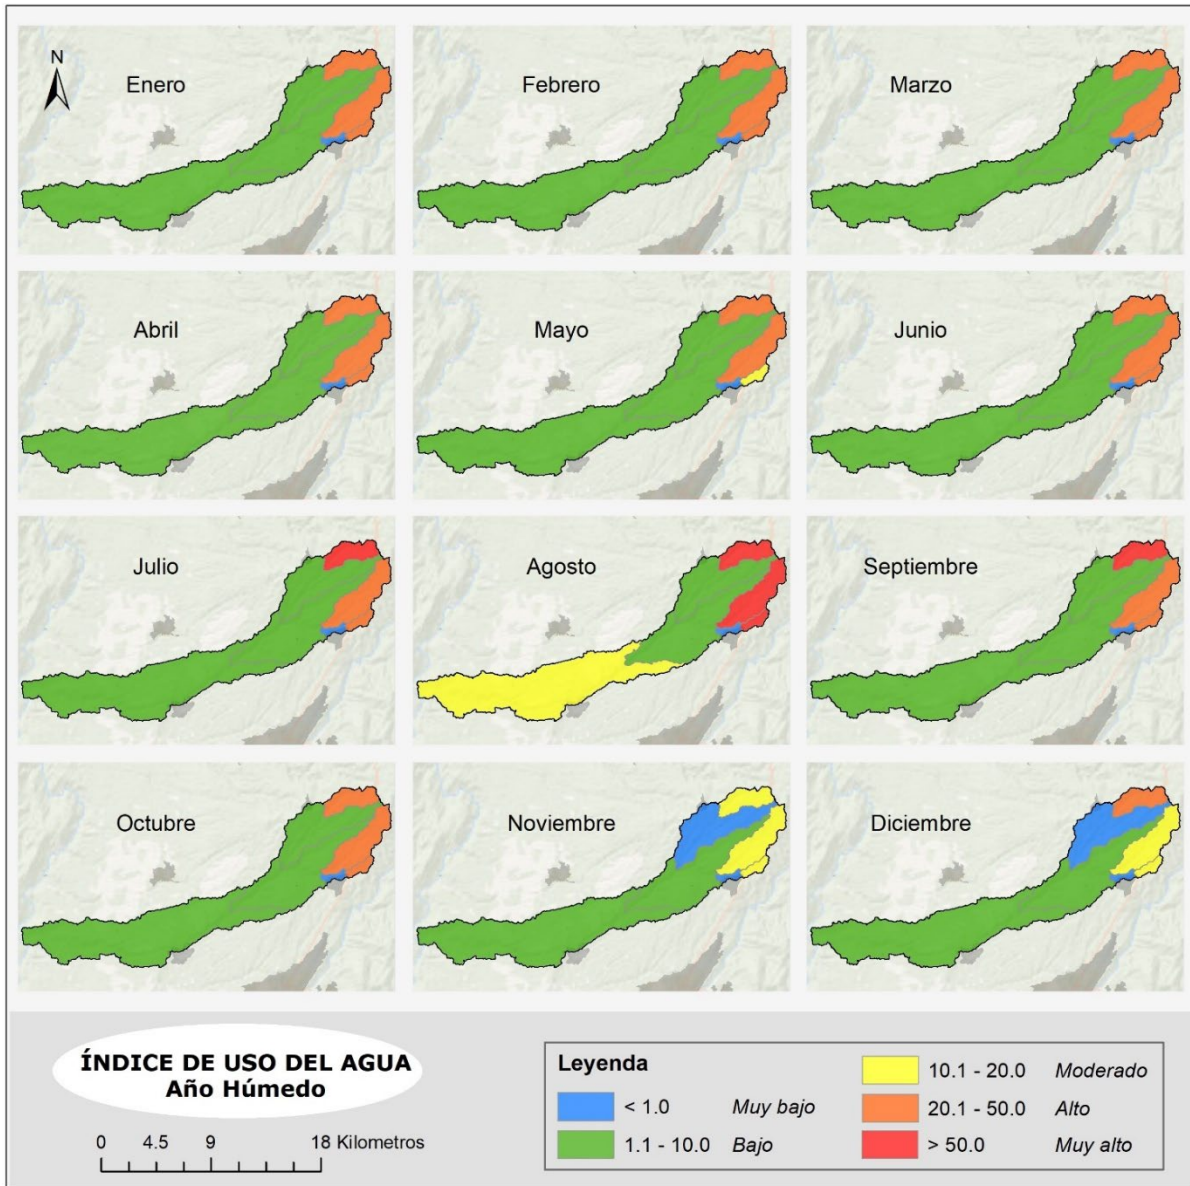 N
Enero
Febrero
Marzo
Abril
Mayo
Junio
Julio
Agosto
Septiembre
Octubre
Noviembre
Diciembre
ÍNDICE DE USO DEL AGUA
Año Húmedo
0 4.5 9 18 Kilometros
Leyenda
< 1.0 Muy bajo
1.1 - 10.0 Bajo
10.1 - 20.0 Moderado
20.1 - 50.0 Alto
> 50.0 Muy alto